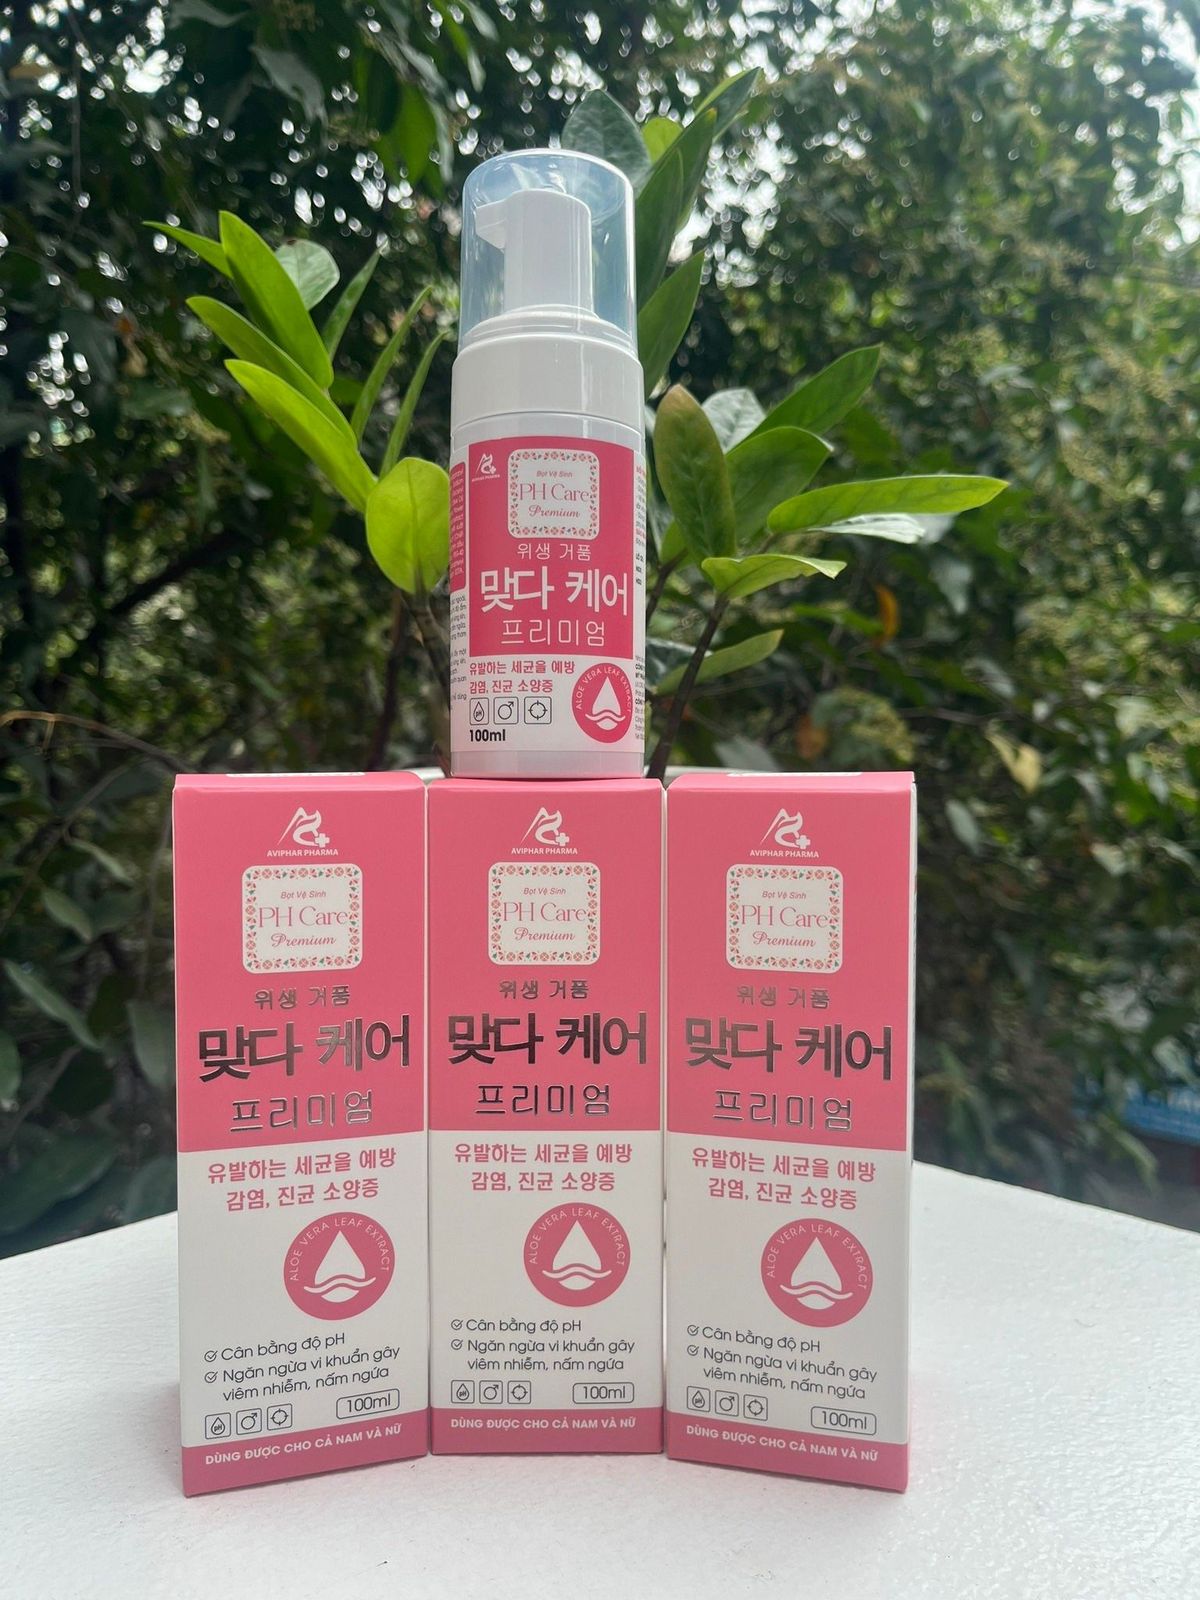 AVIPHAR PHARMA
Bọt Vệ Sinh
PH Care
Premium
위생 거품
맞다 케어
프리미엄
유발하는 세균을 예방
감염, 진균 소양증
ALOE VERA LEAF EXTRACT
pH
100ml
AVIPHAR PHARMA
Bọt Vệ Sinh
PH Care
Premium
위생 거품
맞다 케어
프리미엄
유발하는 세균을 예방
감염, 진균 소양증
ALOE VERA LEAF EXTRACT
Cân bằng độ pH
Ngăn ngừa vi khuẩn gây
viêm nhiễm, nấm ngứa
pH
100ml
DÙNG ĐƯỢC CHO CẢ NAM VÀ NỮ
AVIPHAR PHARMA
Bọt Vệ Sinh
PH Care
Premium
위생 거품
맞다 케어
프리미엄
유발하는 세균을 예방
감염, 진균 소양증
ALOE VERA LEAF EXTRACT
Cân bằng độ pH
Ngăn ngừa vi khuẩn gây
viêm nhiễm, nấm ngứa
pH
100ml
DÙNG ĐƯỢC CHO CẢ NAM VÀ NỮ
AVIPHAR PHARMA
Bọt Vệ Sinh
PH Care
Premium
위생 거품
맞다 케어
프리미엄
유발하는 세균을 예방
감염, 진균 소양증
ALOE VERA LEAF EXTRACT
Cân bằng độ pH
Ngăn ngừa vi khuẩn gây
viêm nhiễm, nấm ngứa
pH
100ml
DÙNG ĐƯỢC CHO CẢ NAM VÀ NỮ